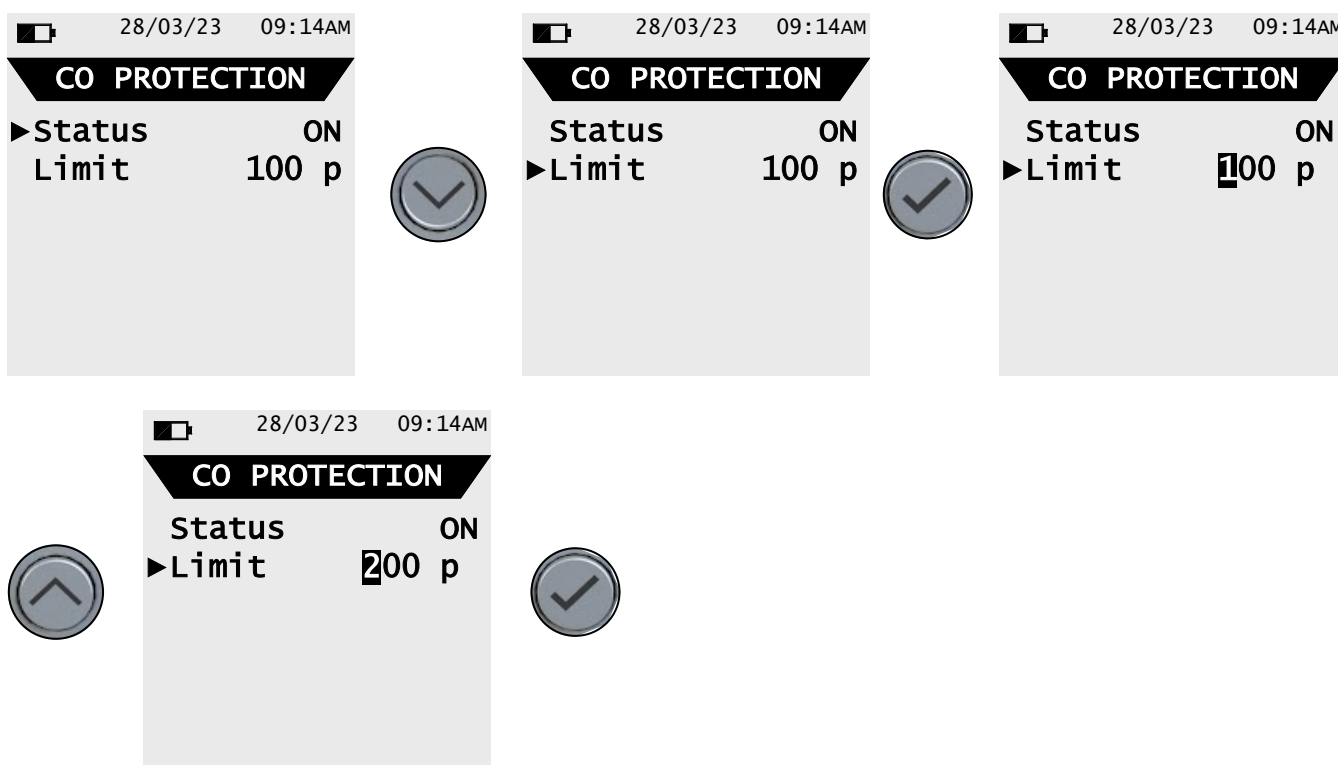 28/03/23 09:14AM
CO PROTECTION
Status ON
Limit 100 p
28/03/23 09:14AM
CO PROTECTION
Status ON
Limit 100 p
28/03/23 09:14AM
CO PROTECTION
Status ON
Limit 100 p
28/03/23 09:14AM
CO PROTECTION
Status ON
Limit 200 p